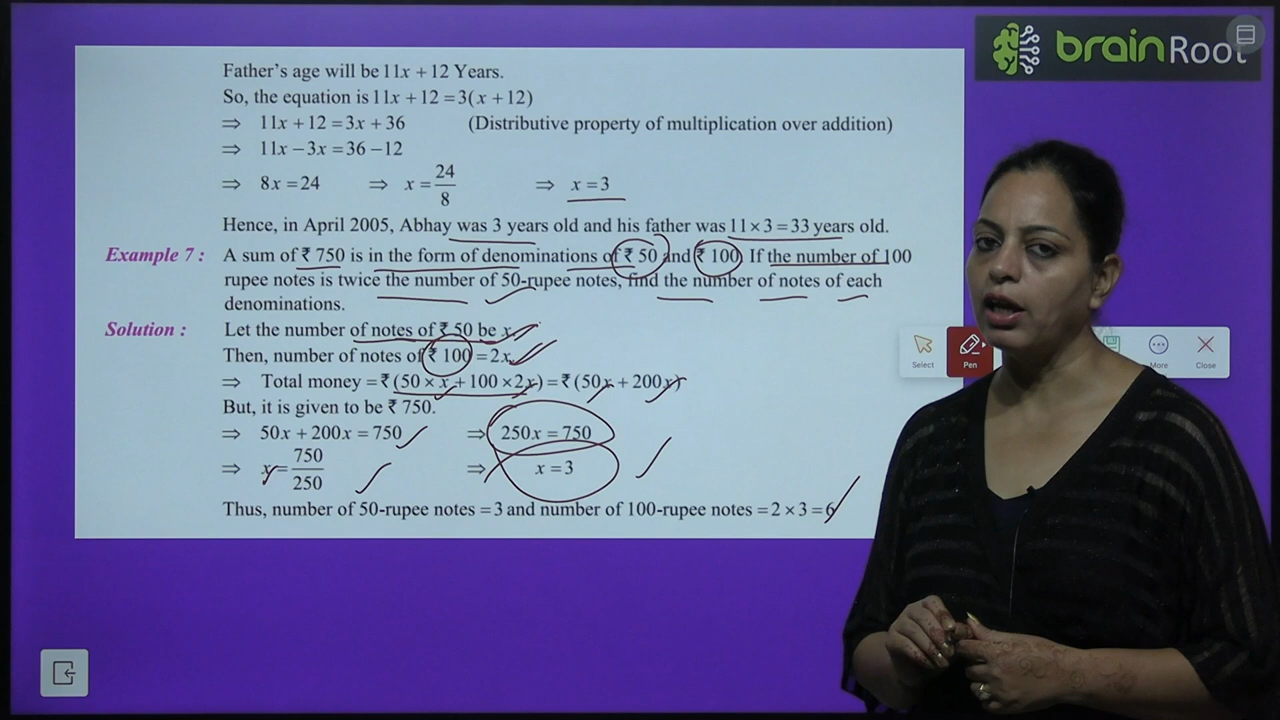 brainRoot
Father's age will be 11x + 12 Years.
So, the equation is 11x + 12 = 3(x + 12)
⇒ 11x + 12 = 3x + 36 (Distributive property of multiplication over addition)
⇒ 11x − 3x = 36 − 12
⇒ 8x = 24 ⇒ x = 24/8 ⇒ x = 3
Hence, in April 2005, Abhay was 3 years old and his father was 11 × 3 = 33 years old.
Example 7 : A sum of ₹ 750 is in the form of denominations of ₹ 50 and ₹ 100. If the number of 100
rupee notes is twice the number of 50-rupee notes, find the number of notes of each
denominations.
Solution : Let the number of notes of ₹ 50 be x.
Then, number of notes of ₹ 100 = 2x
⇒ Total money = ₹ (50 × x + 100 × 2x) = ₹ (50x + 200x)
But, it is given to be ₹ 750.
⇒ 50x + 200x = 750 ⇒ 250x = 750
⇒ x = 750/250 ⇒ x = 3
Thus, number of 50-rupee notes = 3 and number of 100-rupee notes = 2 × 3 = 6
Select Pen More Close